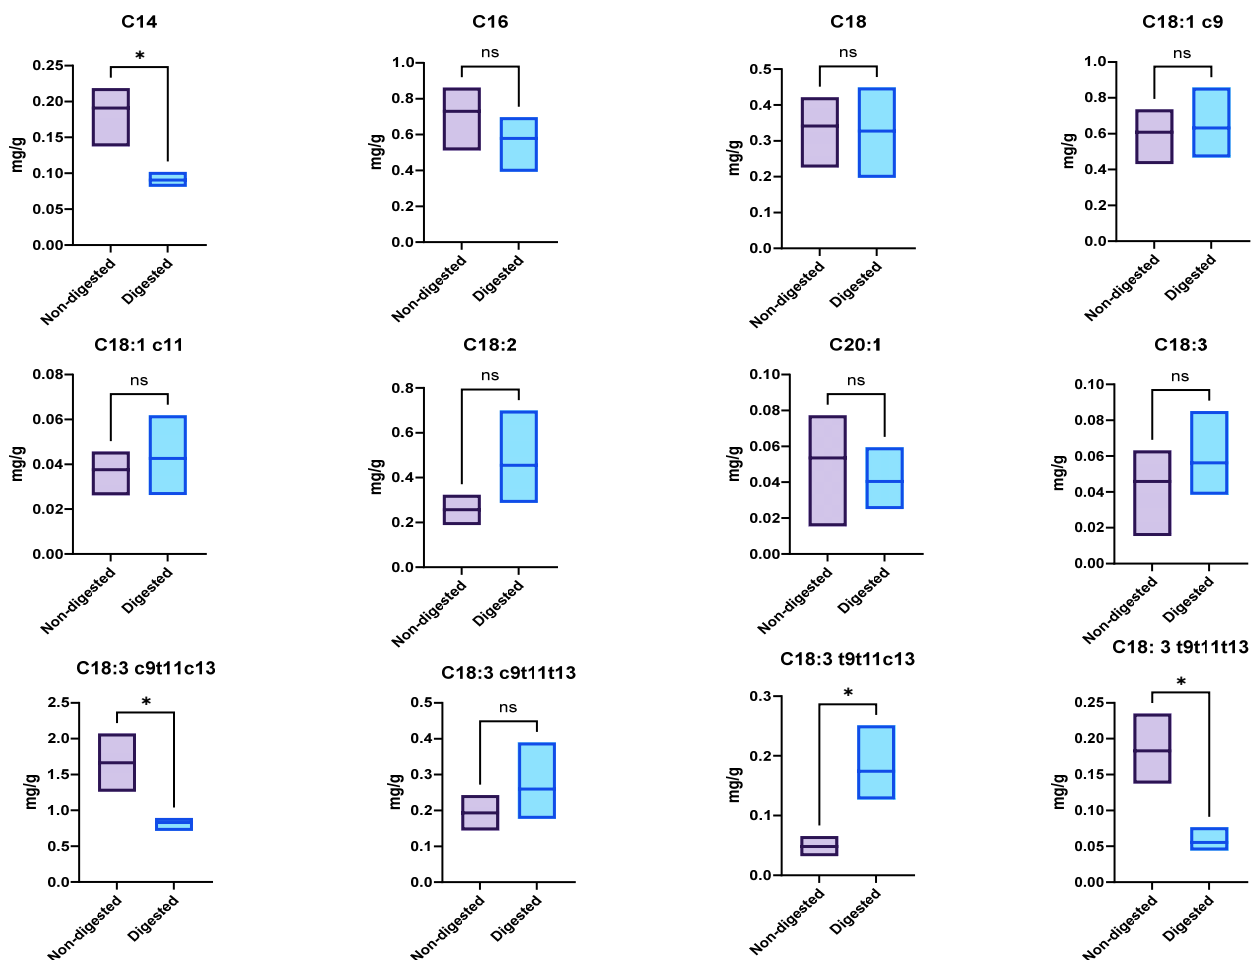 C14
*
0.25
0.20
0.15
0.10
0.05
0.00
mg/g
Non-digested
Digested
C16
ns
1.0
0.8
0.6
0.4
0.2
0.0
mg/g
Non-digested
Digested
C18
ns
0.5
0.4
0.3
0.2
0.1
0.0
mg/g
Non-digested
Digested
C18:1 c9
ns
1.0
0.8
0.6
0.4
0.2
0.0
mg/g
Non-digested
Digested
C18:1 c11
ns
0.08
0.06
0.04
0.02
0.00
mg/g
Non-digested
Digested
C18:2
ns
0.8
0.6
0.4
0.2
0.0
mg/g
Non-digested
Digested
C20:1
ns
0.10
0.08
0.06
0.04
0.02
0.00
mg/g
Non-digested
Digested
C18:3
ns
0.10
0.08
0.06
0.04
0.02
0.00
mg/g
Non-digested
Digested
C18:3 c9t11c13
*
2.5
2.0
1.5
1.0
0.5
0.0
mg/g
Non-digested
Digested
C18:3 c9t11t13
ns
0.5
0.4
0.3
0.2
0.1
0.0
mg/g
Non-digested
Digested
C18:3 t9t11c13
*
0.3
0.2
0.1
0.0
mg/g
Non-digested
Digested
C18: 3 t9t11t13
*
0.25
0.20
0.15
0.10
0.05
0.00
mg/g
Non-digested
Digested